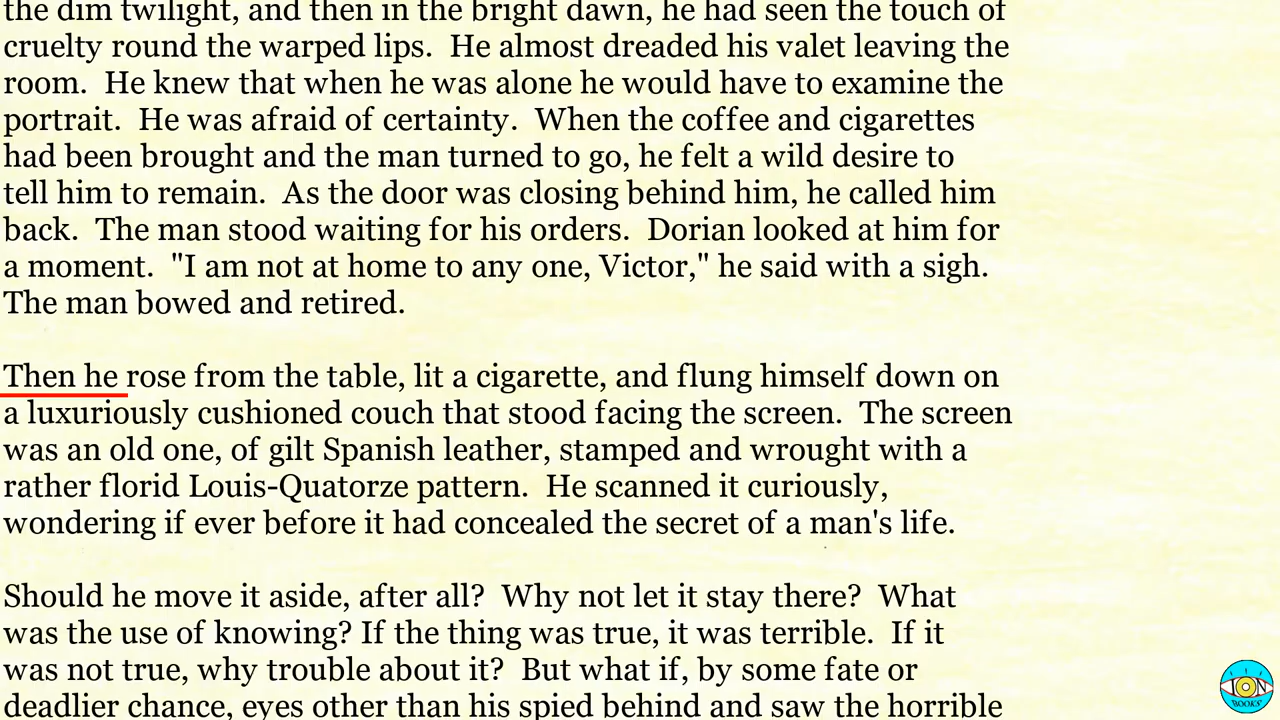 the dim twilight, and then in the bright dawn, he had seen the touch of
cruelty round the warped lips.  He almost dreaded his valet leaving the
room.  He knew that when he was alone he would have to examine the
portrait.  He was afraid of certainty.  When the coffee and cigarettes
had been brought and the man turned to go, he felt a wild desire to
tell him to remain.  As the door was closing behind him, he called him
back.  The man stood waiting for his orders.  Dorian looked at him for
a moment.  "I am not at home to any one, Victor," he said with a sigh.
The man bowed and retired.
Then he rose from the table, lit a cigarette, and flung himself down on
a luxuriously cushioned couch that stood facing the screen.  The screen
was an old one, of gilt Spanish leather, stamped and wrought with a
rather florid Louis-Quatorze pattern.  He scanned it curiously,
wondering if ever before it had concealed the secret of a man's life.
Should he move it aside, after all?  Why not let it stay there?  What
was the use of knowing? If the thing was true, it was terrible.  If it
was not true, why trouble about it?  But what if, by some fate or
deadlier chance, eyes other than his spied behind and saw the horrible
ION
BOOKS